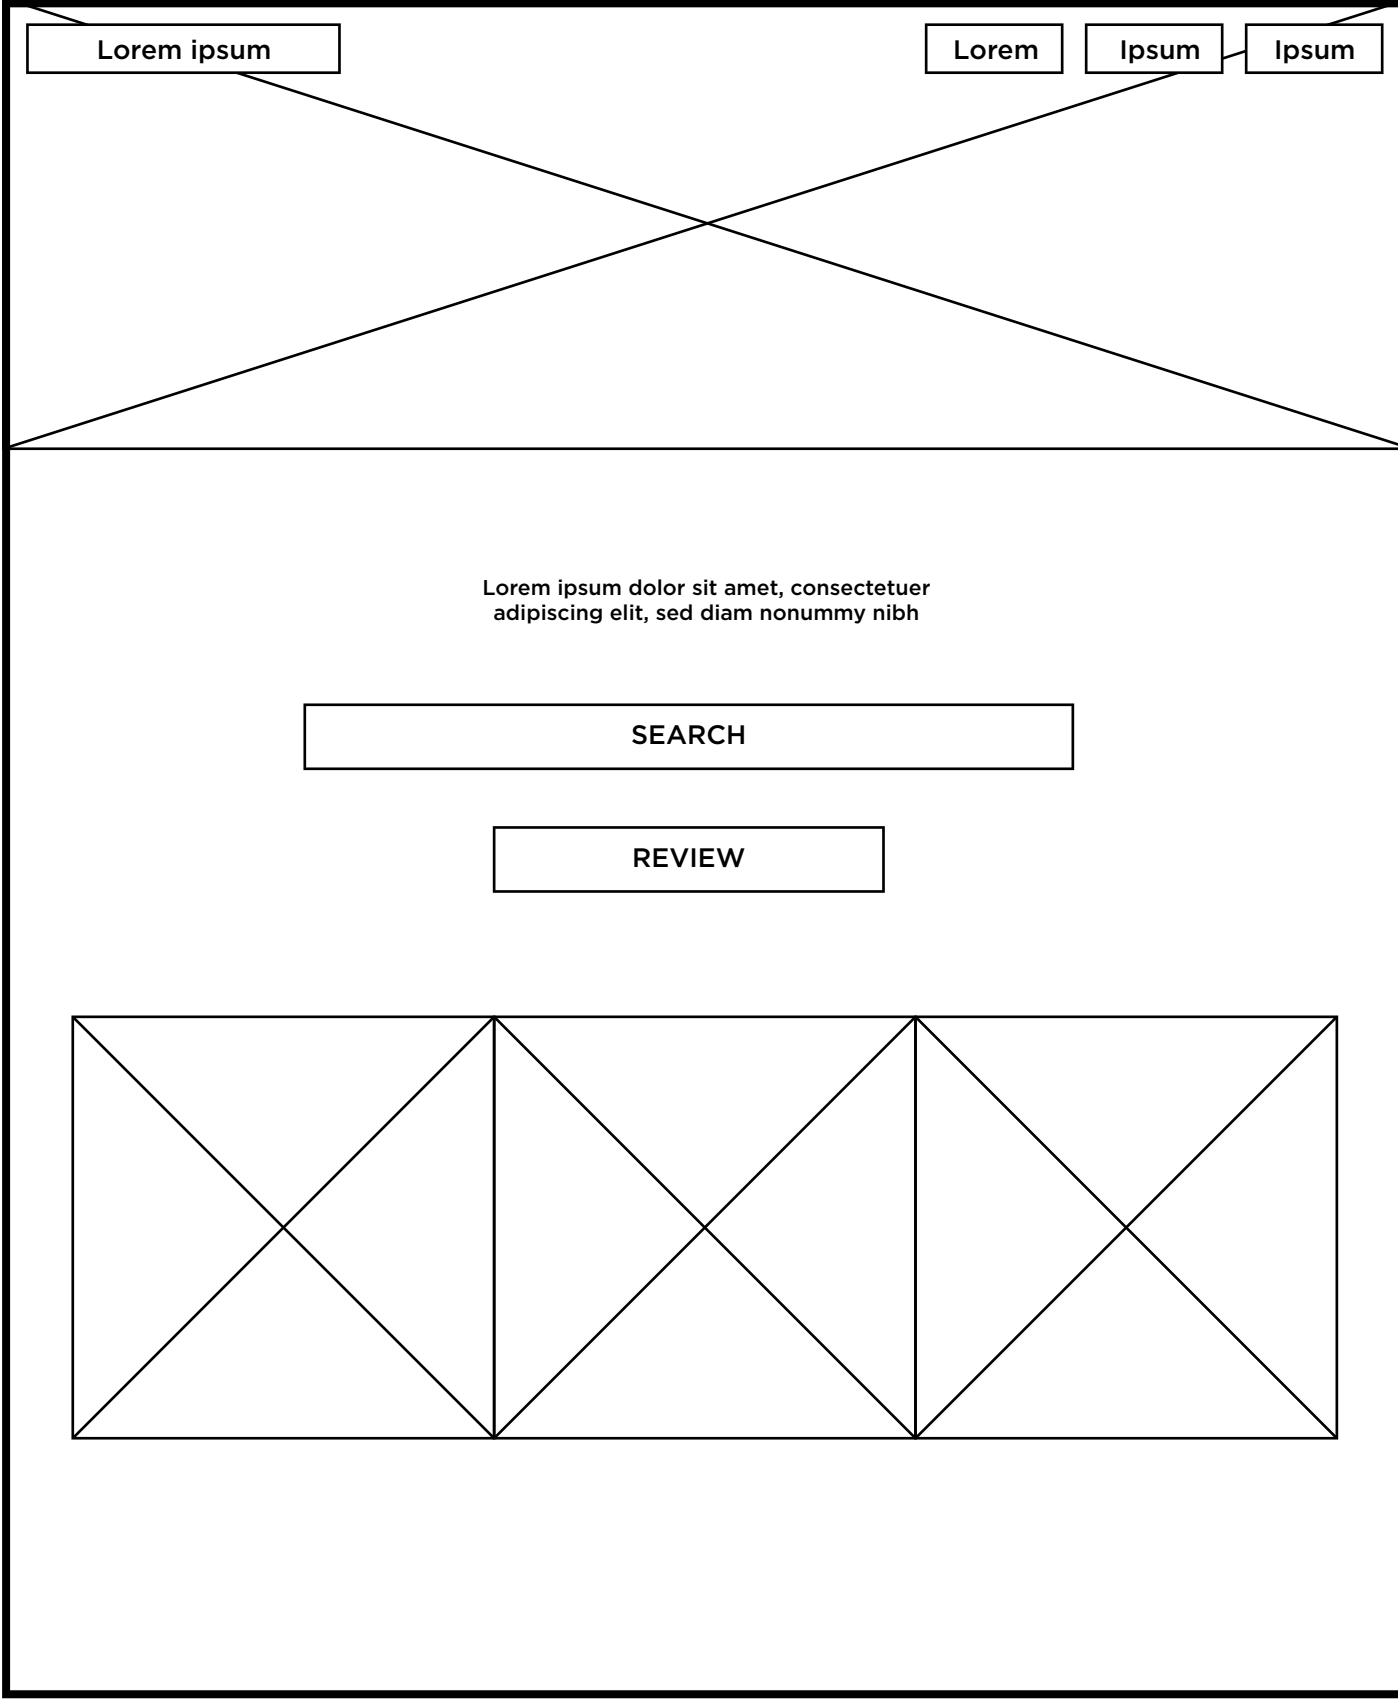 Lorem ipsum
Lorem
Ipsum
Ipsum
Lorem ipsum dolor sit amet, consectetuer
adipiscing elit, sed diam nonummy nibh
SEARCH
REVIEW